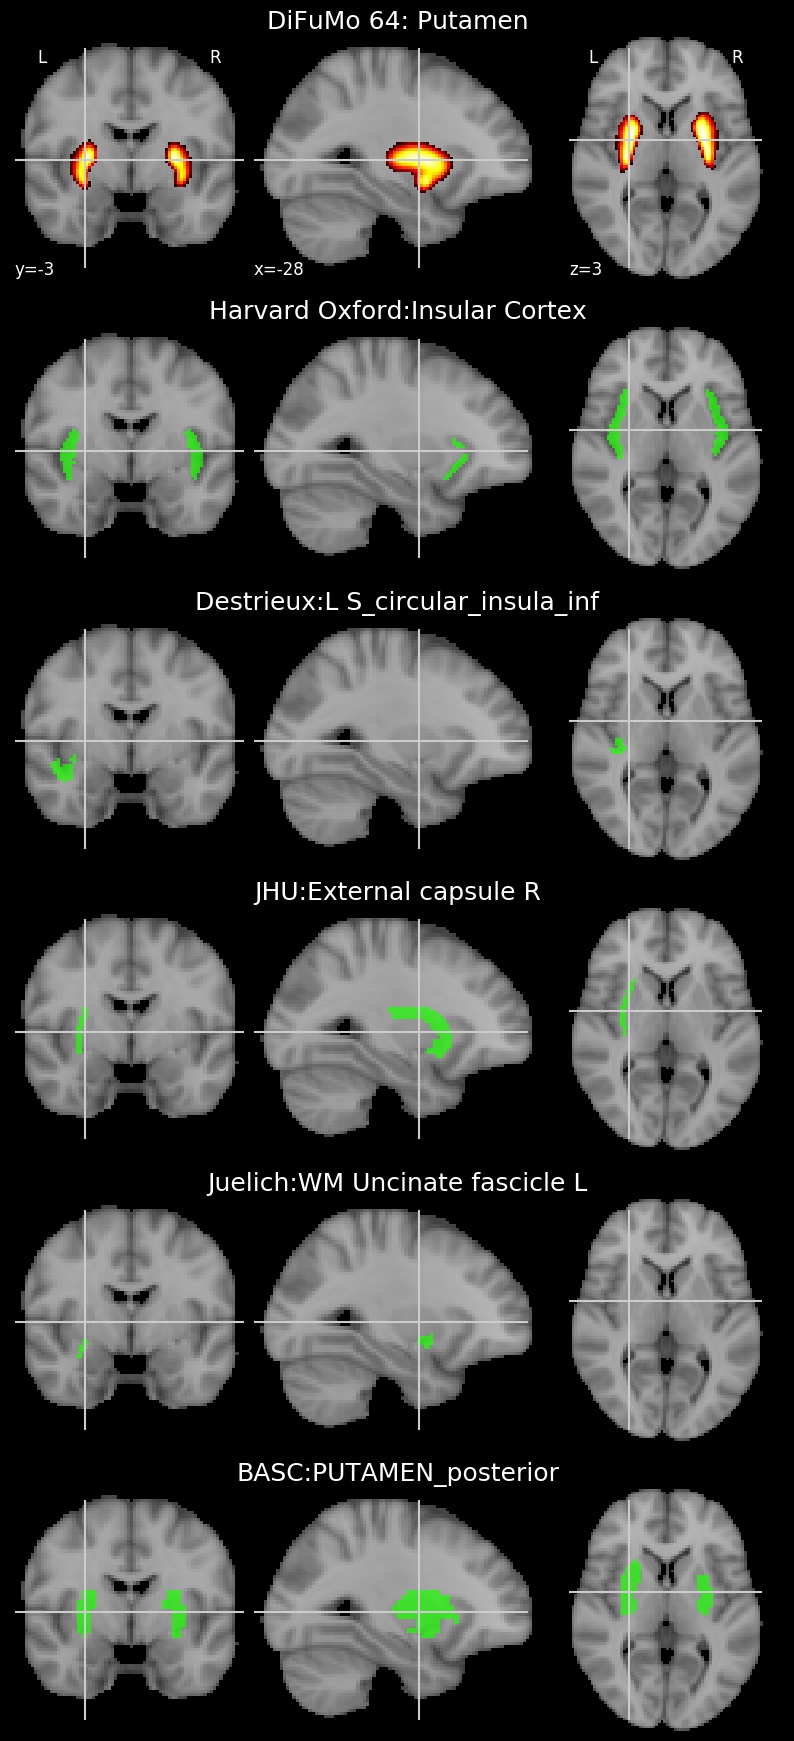 DiFuMo 64: Putamen
L R L R
y=-3 x=-28 z=3
Harvard Oxford:Insular Cortex
Destrieux:L S_circular_insula_inf
JHU:External capsule R
Juelich:WM Uncinate fascicle L
BASC:PUTAMEN_posterior